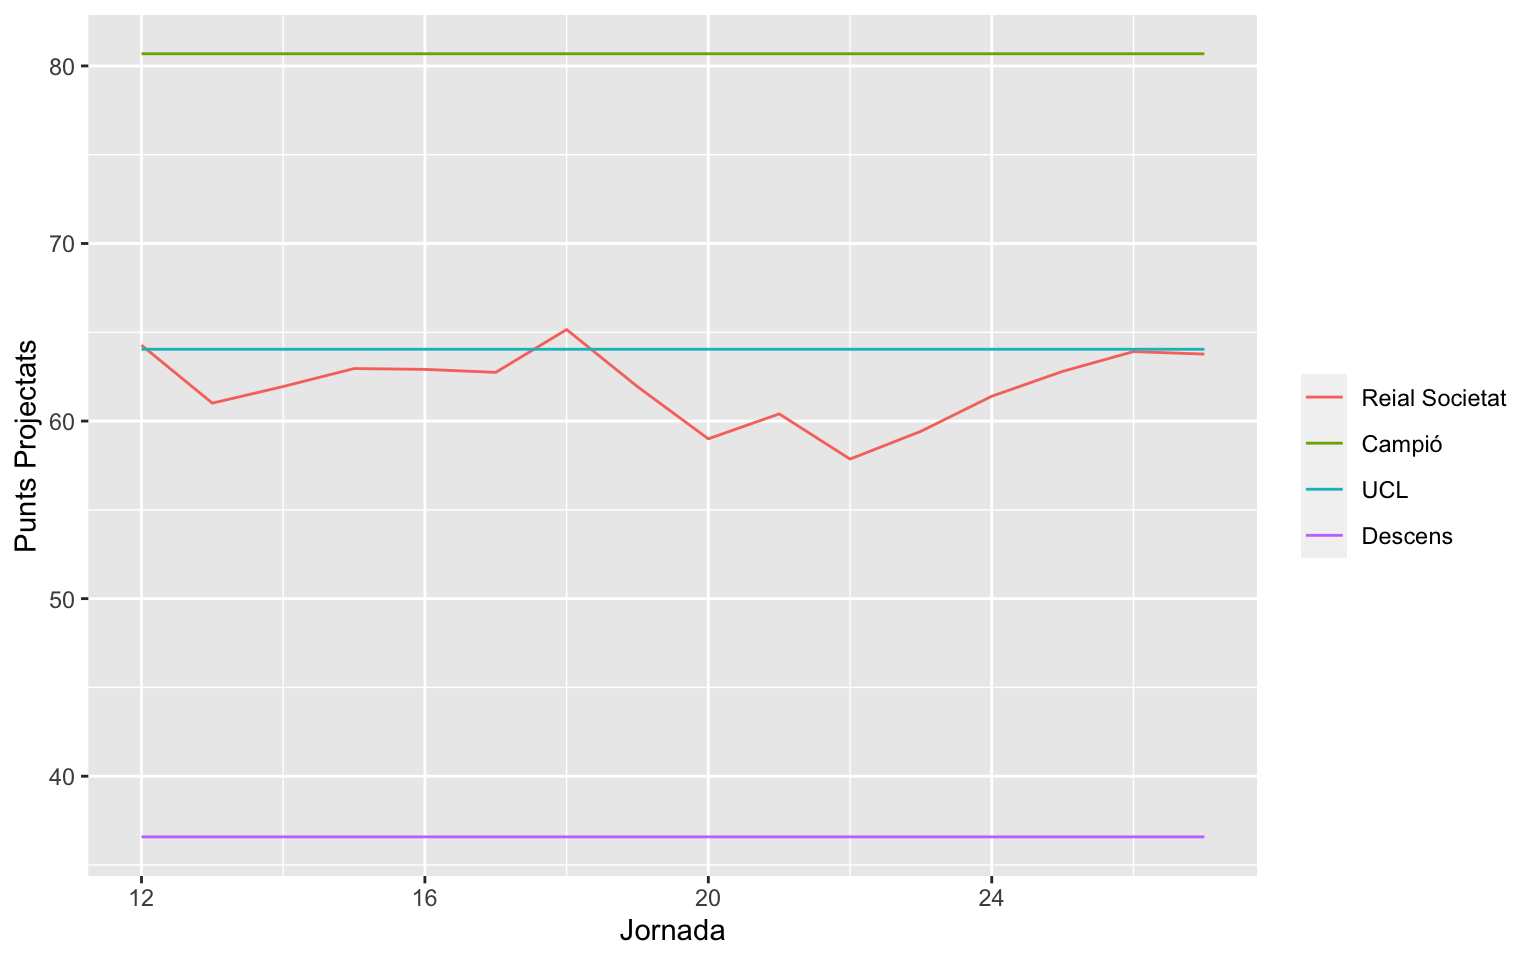 80
70
60
50
40
Punts Projectats
12
16
20
24
Jornada
Reial Societat
Campió
UCL
Descens